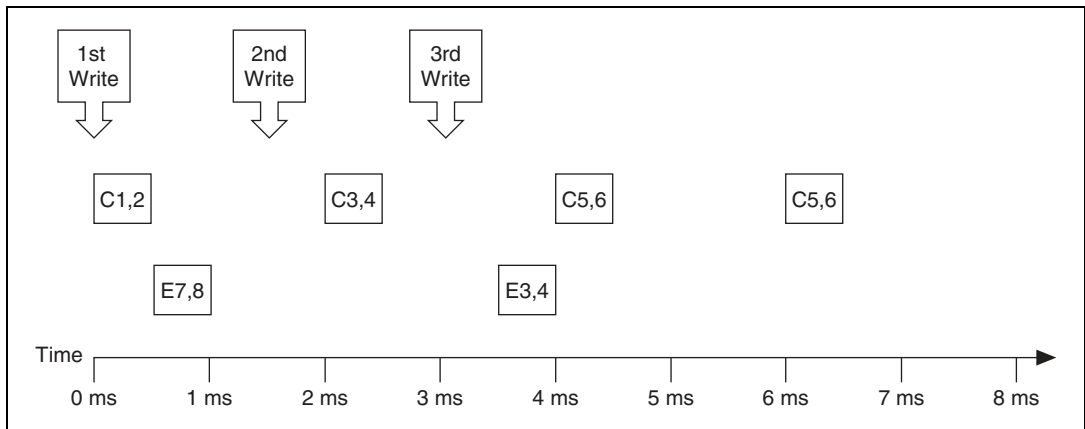 1st
Write
2nd
Write
3rd
Write
C1,2
C3,4
C5,6
C5,6
E7,8
E3,4
Time
0 ms
1 ms
2 ms
3 ms
4 ms
5 ms
6 ms
7 ms
8 ms